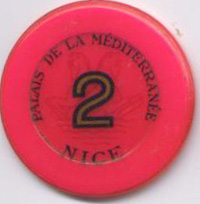 PALAIS DE LA MÉDITERRANÉE
2
NICE